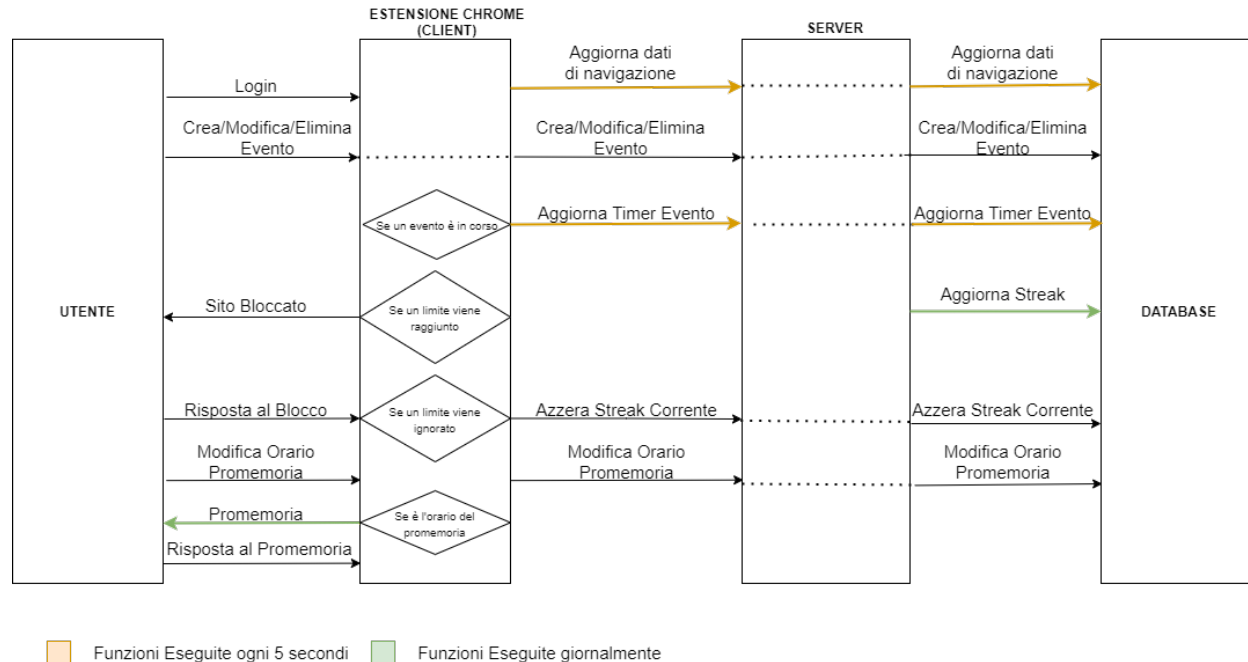 ESTENSIONE CHROME
(CLIENT)
SERVER
Aggiorna dati
di navigazione
Aggiorna dati
di navigazione
Login
Crea/Modifica/Elimina
Evento
Crea/Modifica/Elimina
Evento
Crea/Modifica/Elimina
Evento
Se un evento è in corso
Aggiorna Timer Evento
Aggiorna Timer Evento
UTENTE
Sito Bloccato
Se un limite viene
raggiunto
Aggiorna Streak
DATABASE
Risposta al Blocco
Se un limite viene
ignorato
Azzera Streak Corrente
Azzera Streak Corrente
Modifica Orario
Promemoria
Modifica Orario
Promemoria
Modifica Orario
Promemoria
Promemoria
Se è l'orario del
promemoria
Risposta al Promemoria
Funzioni Eseguite ogni 5 secondi
Funzioni Eseguite giornalmente